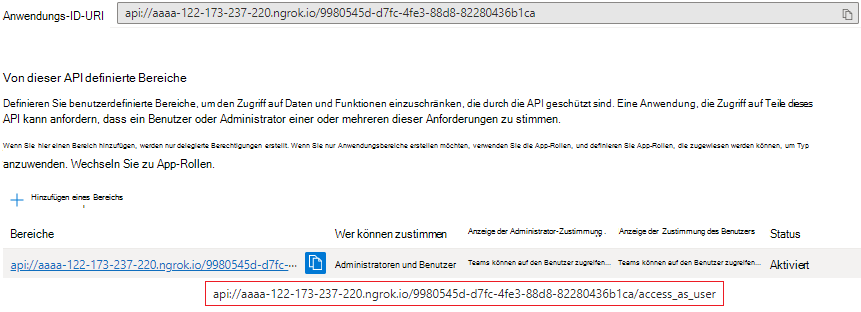 Anwendungs-ID-URI api://aaaa-122-173-237-220.ngrok.io/9980545d-d7fc-4fe3-88d8-82280436b1ca
Von dieser API definierte Bereiche
Definieren Sie benutzerdefinierte Bereiche, um den Zugriff auf Daten und Funktionen einzuschränken, die durch die API geschützt sind. Eine Anwendung, die Zugriff auf Teile dieses
API kann anfordern, dass ein Benutzer oder Administrator einer oder mehreren dieser Anforderungen zu stimmen.
Wenn Sie hier einen Bereich hinzufügen, werden nur delegierte Berechtigungen erstellt. Wenn Sie nur Anwendungsbereiche erstellen möchten, verwenden Sie die App-Rollen, und definieren Sie App-Rollen, die zugewiesen werden können, um Typ
anzuwenden. Wechseln Sie zu App-Rollen.
Hinzufügen eines Bereichs
Bereiche Wer können zustimmen Anzeige der Administrator-Zustimmung . Anzeige der Zustimmung des Benutzers Status
api://aaaa-122-173-237-220.ngrok.io/9980545d-d7fc-··· Administratoren und Benutzer Teams können auf den Benutzer zugreifen... Teams können auf den Benutzer zugreifen... Aktiviert
api://aaaa-122-173-237-220.ngrok.io/9980545d-d7fc-4fe3-88d8-82280436b1ca/access_as_user